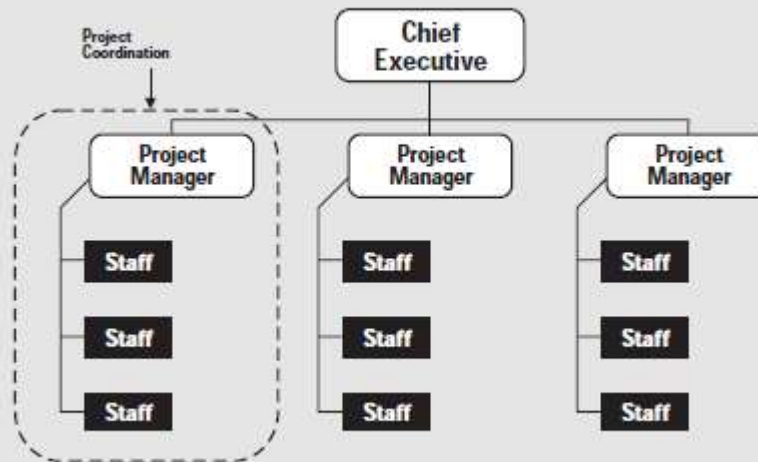 Project
Coordination
Chief
Executive
Project
Manager
Project
Manager
Project
Manager
Staff
Staff
Staff
Staff
Staff
Staff
Staff
Staff
Staff